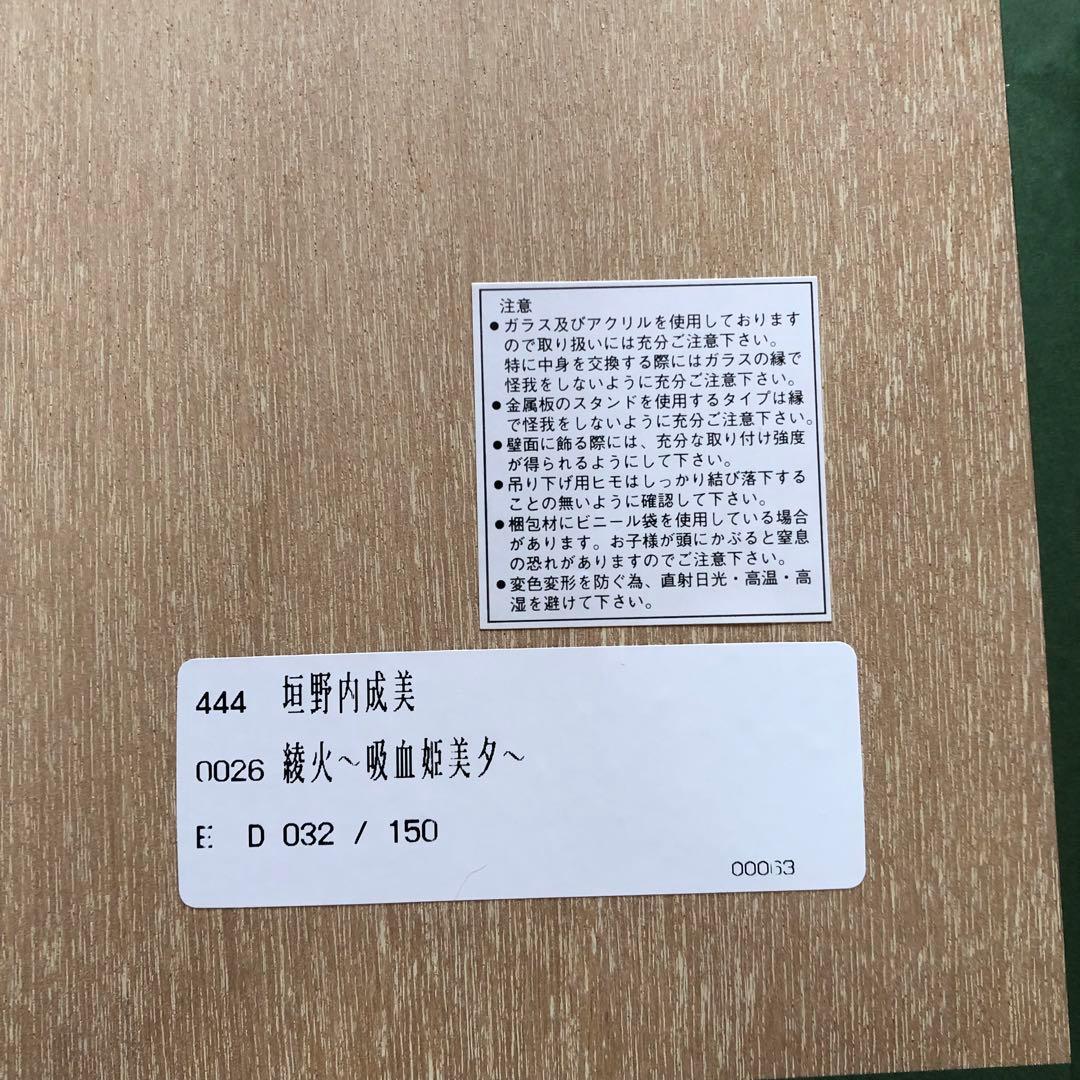 注意
●ガラス及びアクリルを使用しております
ので取り扱いには充分ご注意下さい。
特に中身を交換する際にはガラスの縁で
怪我をしないように充分ご注意下さい。
●金属板のスタンドを使用するタイプは縁
で怪我をしないように充分ご注意下さい。
●壁面に飾る際には、充分な取り付け強度
が得られるようにして下さい。
●吊り下げ用ヒモはしっかり結び落下する
ことの無いように確認して下さい。
●梱包材にビニール袋を使用している場合
があります。お子様が頭にかぶると窒息
の恐れがありますのでご注意下さい。
●変色変形を防ぐ為、直射日光・高温・高
湿を避けて下さい。
444 垣野内成美
0026 綾火～吸血姫美夕～
E D 032 / 150
00063